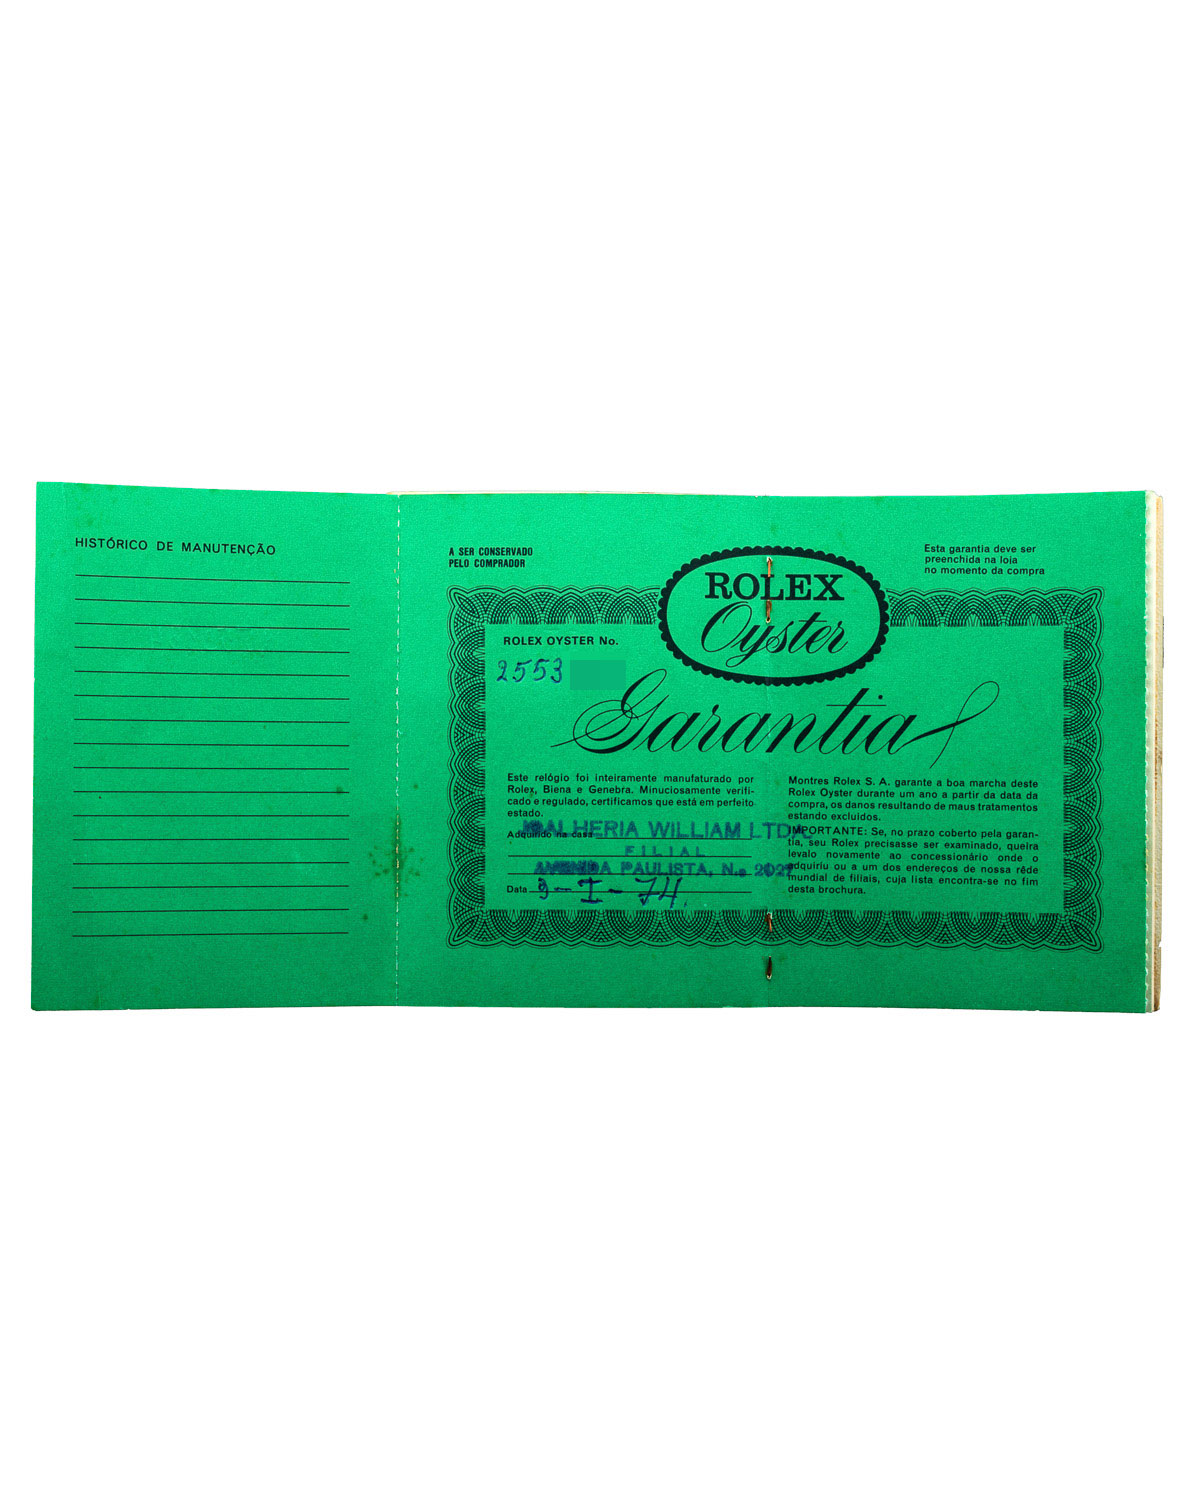 HISTÓRICO DE MANUTENÇÃO
A SER CONSERVADO
PELO COMPRADOR
ROLEX
Oyster
Esta garantia deve ser
preenchida na loja
no momento da compra
ROLEX OYSTER No.
2553
Garantia
Este relógio foi inteiramente manufaturado por
Rolex, Biena e Genebra. Minuciosamente verifi-
cado e regulado, certificamos que está em perfeito
estado.
Adquirido na casa
JOALHERIA WILLIAM LTDA.
FILIAL
PAULISTA, N.º 2027
Data 9-I-74.
Montres Rolex S. A. garante a boa marcha deste
Rolex Oyster durante um ano a partir da data da
compra, os danos resultando de maus tratamentos
estando excluidos.
IMPORTANTE: Se, no prazo coberto pela garan-
tia, seu Rolex precisasse ser examinado, queira
levalo novamente ao concessionário onde o
adquiriu ou a um dos endereços de nossa rêde
mundial de filiais, cuja lista encontra-se no fim
desta brochura.